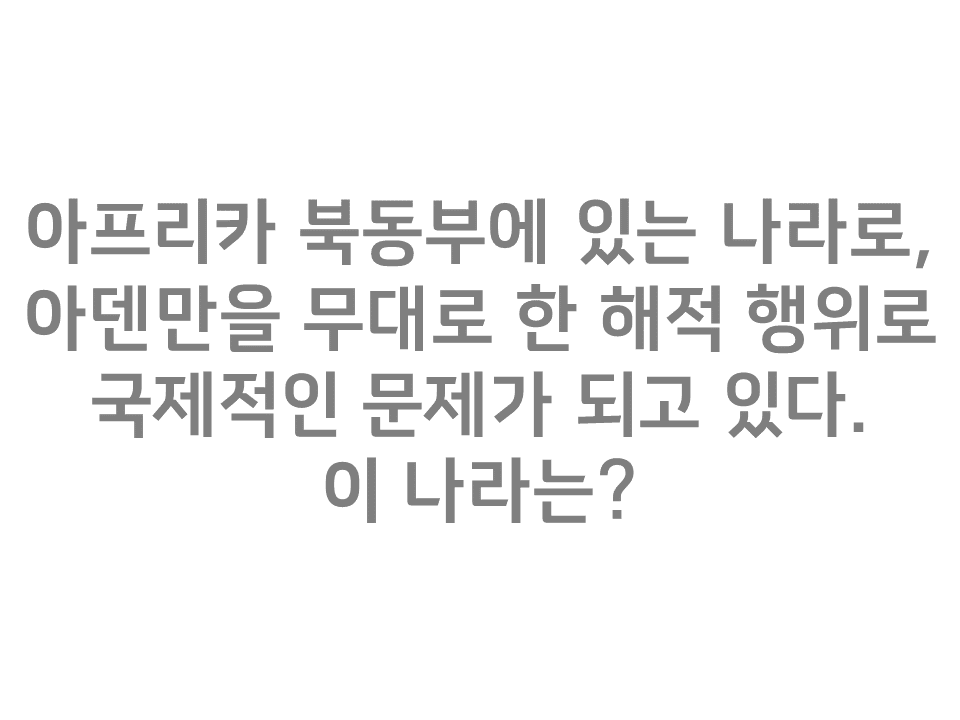 아프리카 북동부에 있는 나라로,
아덴만을 무대로 한 해적 행위로
국제적인 문제가 되고 있다.
이 나라는?